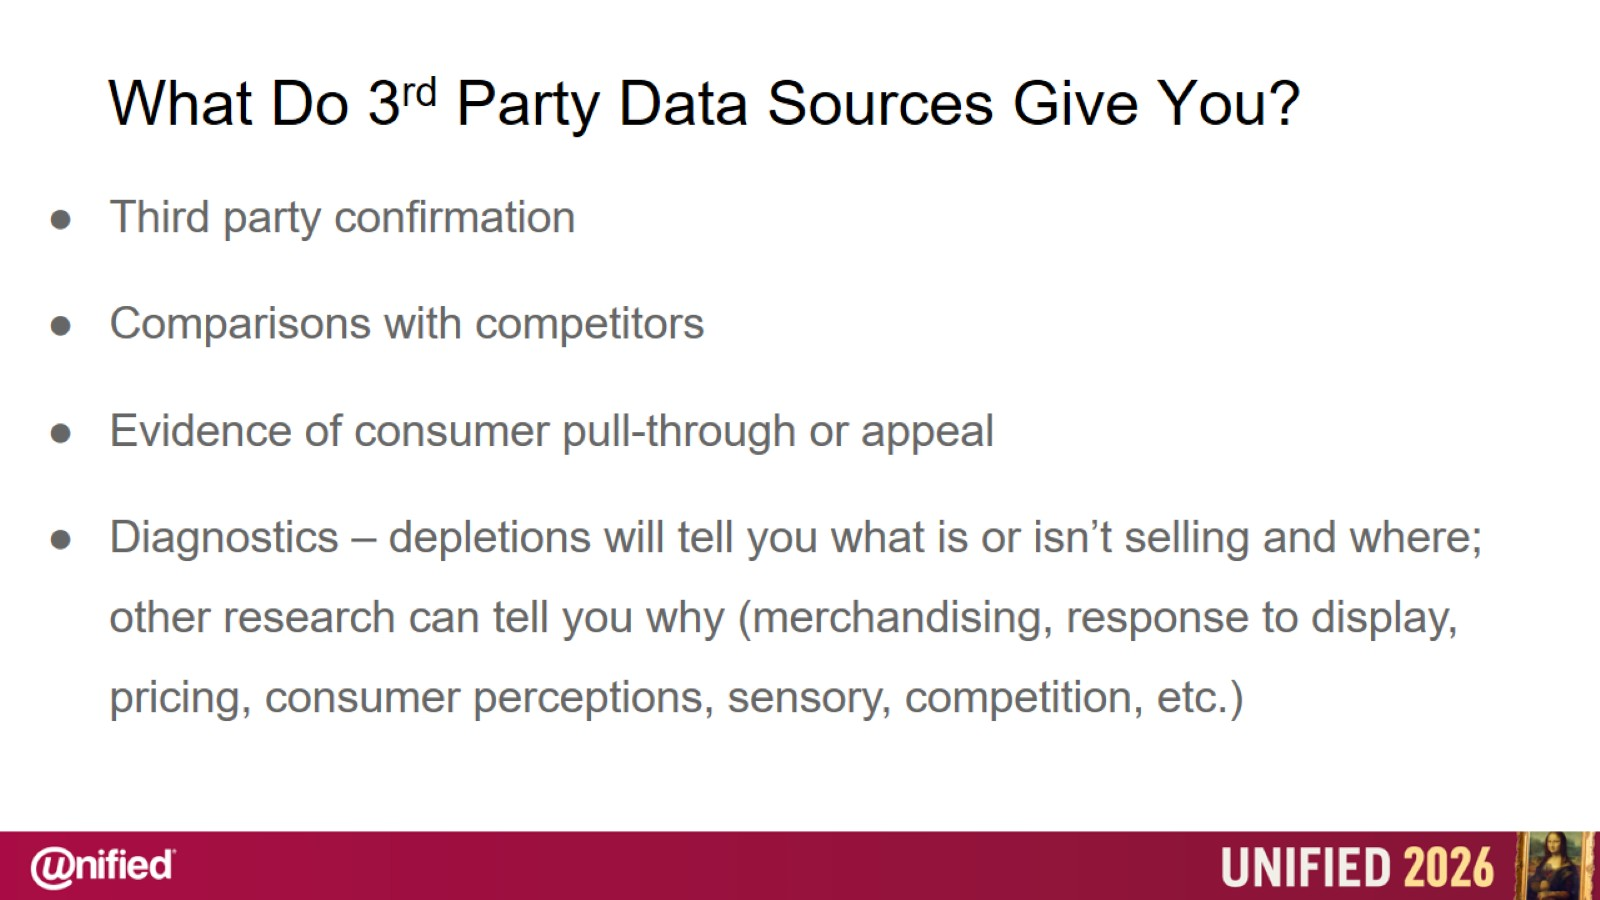 What Do 3rd Party Data Sources Give You?
● Third party confirmation
● Comparisons with competitors
● Evidence of consumer pull-through or appeal
● Diagnostics – depletions will tell you what is or isn’t selling and where;
other research can tell you why (merchandising, response to display,
pricing, consumer perceptions, sensory, competition, etc.)
@unified
UNIFIED 2026